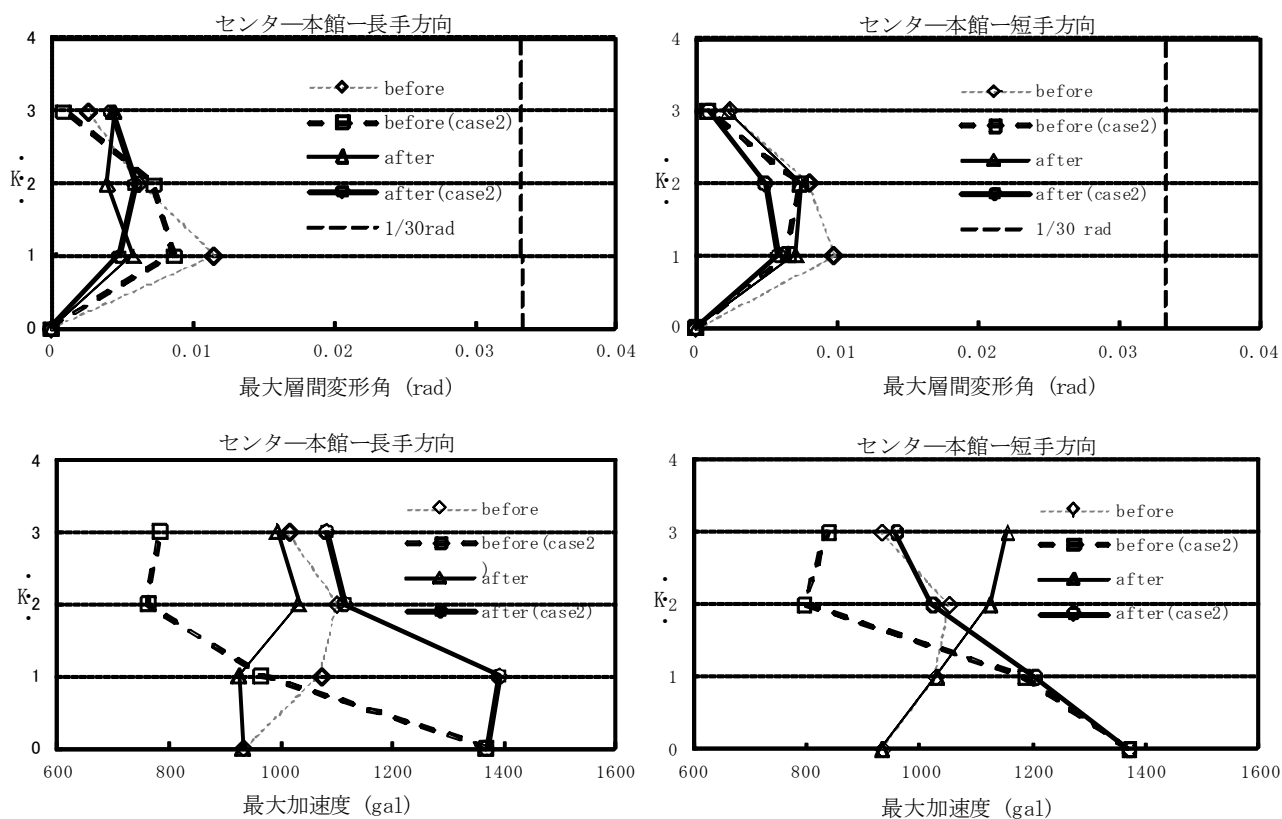 センター本館ー長手方向
4
3
2
1
0
K
before
before(case2)
after
after(case2)
1/30rad
0
0.01
0.02
0.03
0.04
最大層間変形角 (rad)
センター本館ー短手方向
4
3
2
1
0
K
before
before(case2)
after
after(case2)
1/30 rad
0
0.01
0.02
0.03
0.04
最大層間変形角 (rad)
センター本館ー長手方向
4
3
2
1
0
K
before
before(case2
)
after
after(case2)
600
800
1000
1200
1400
1600
最大加速度 (gal)
センター本館ー短手方向
4
3
2
1
0
K
before
before(case2)
after
after(case2)
600
800
1000
1200
1400
1600
最大加速度 (gal)